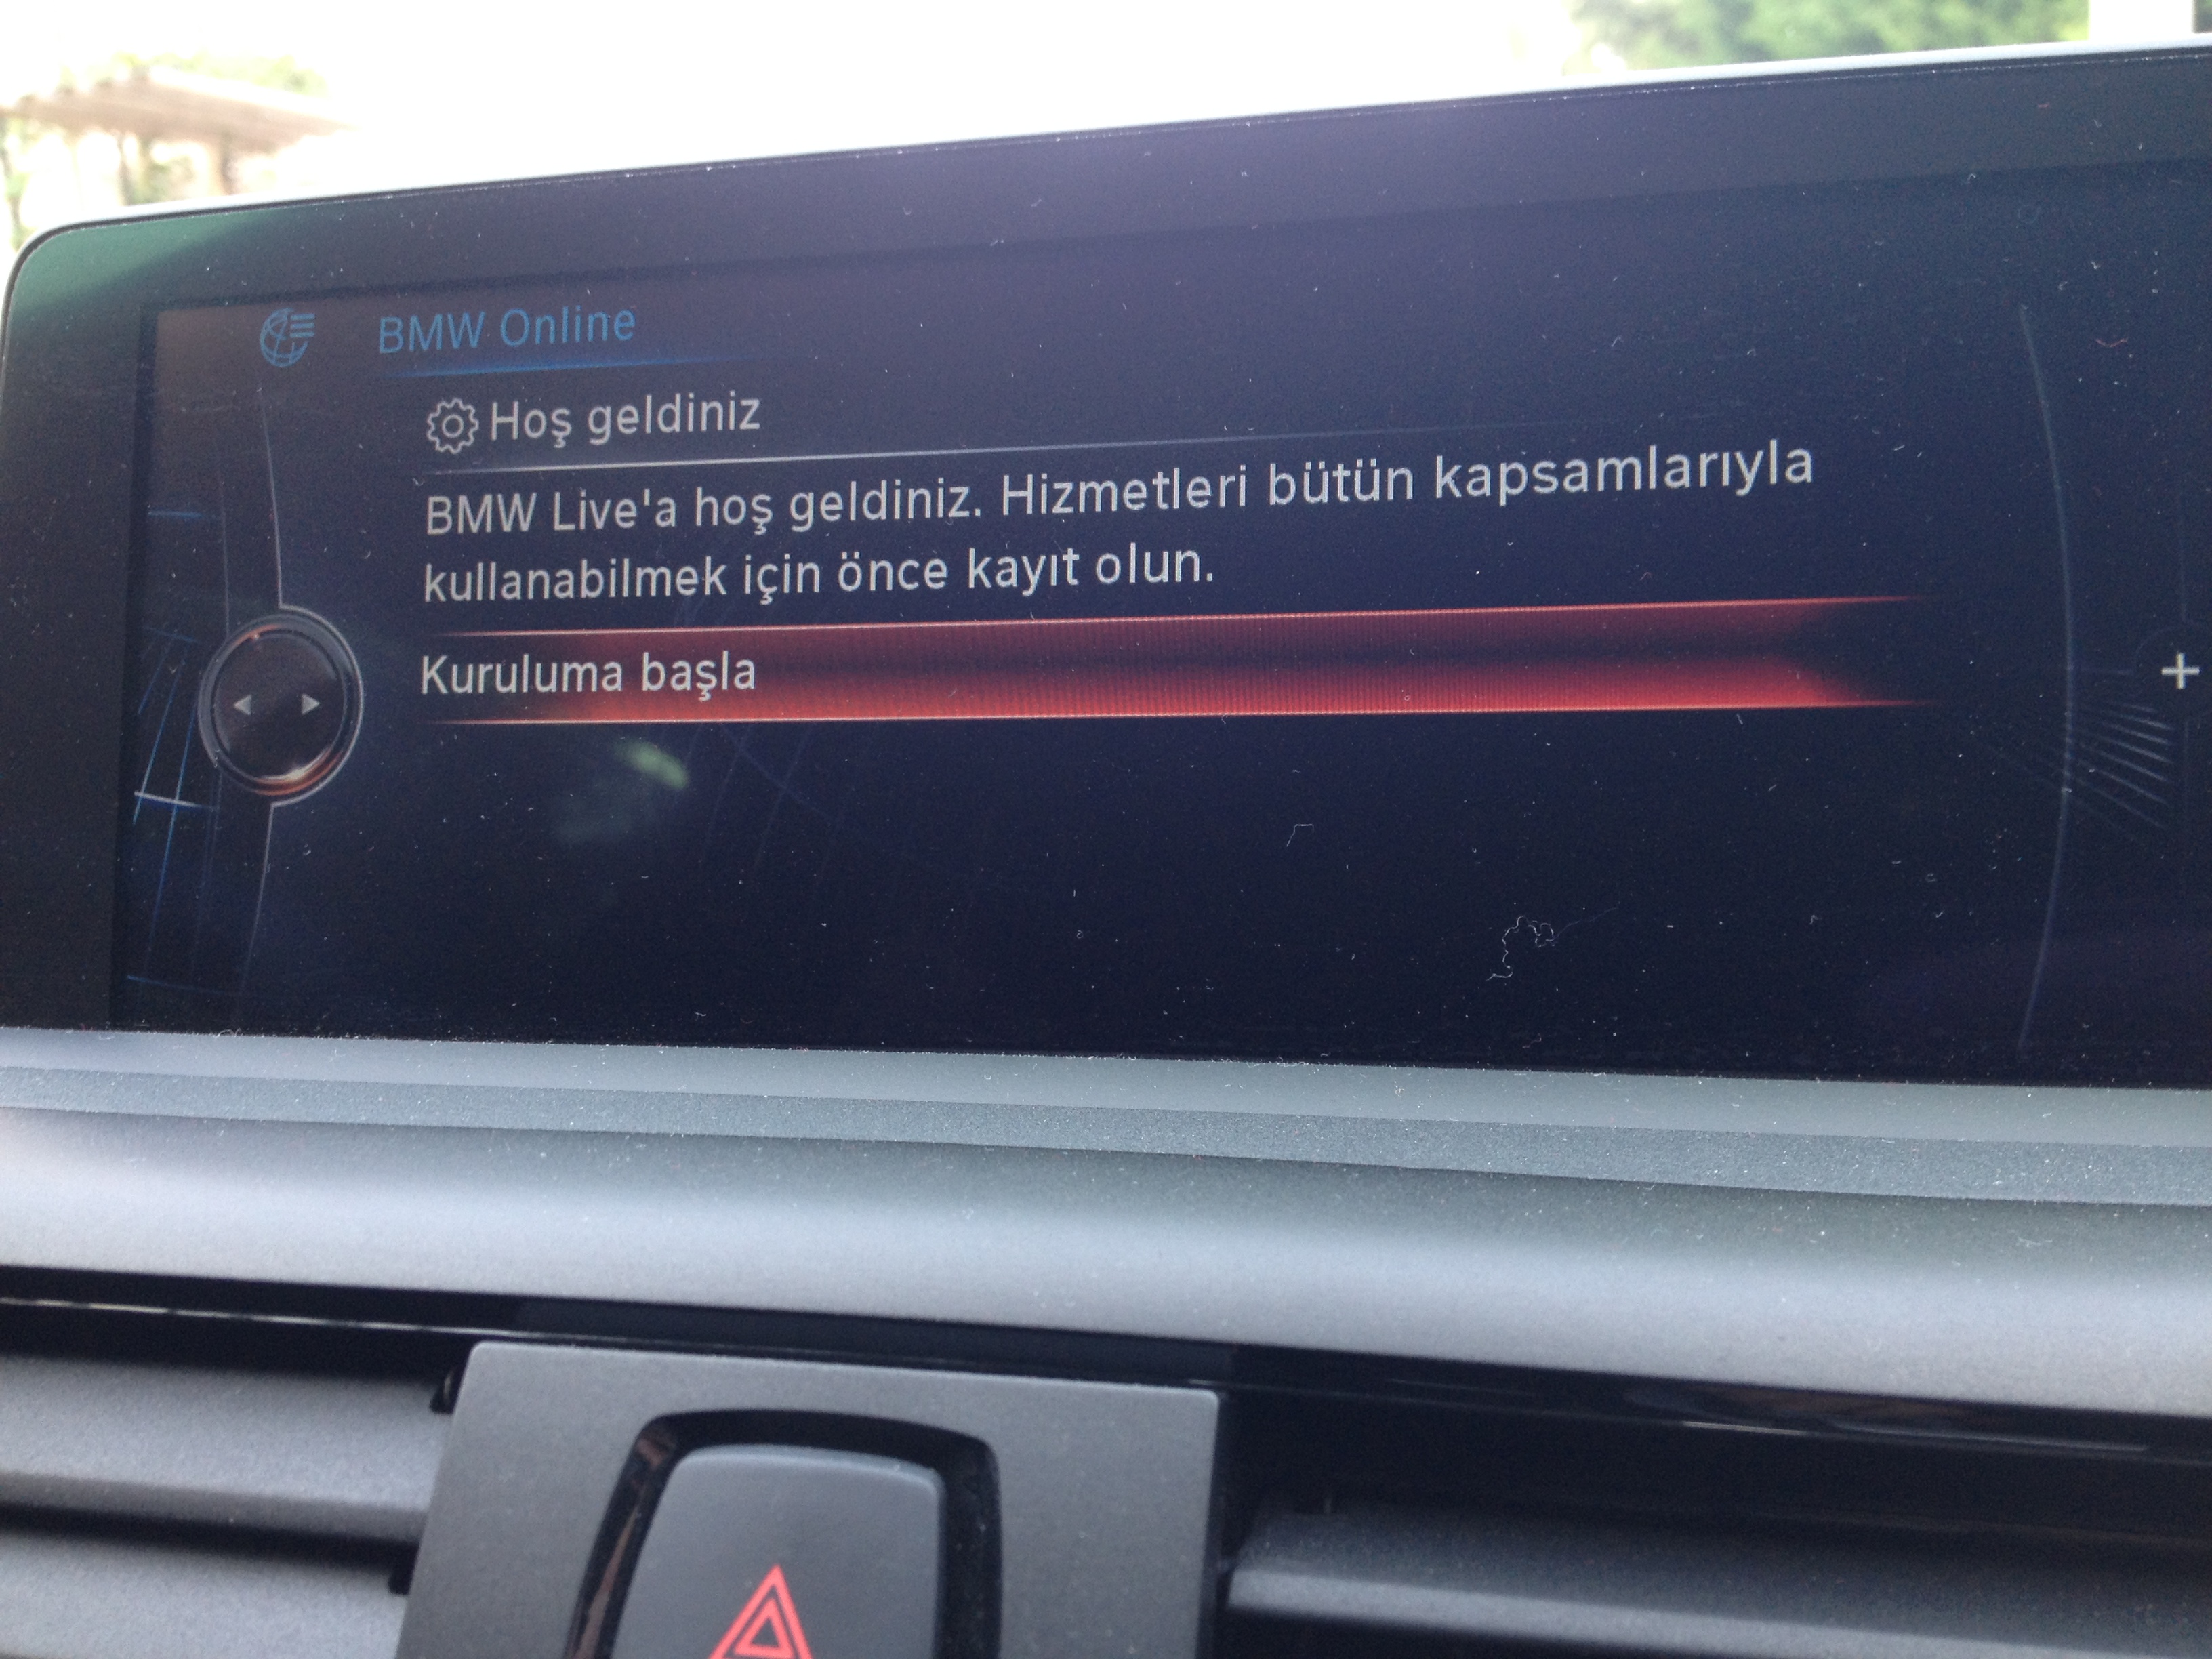 BMW Online
Hoş geldiniz
BMW Live'a hoş geldiniz. Hizmetleri bütün kapsamlarıyla
kullanabilmek için önce kayıt olun.
Kuruluma başla